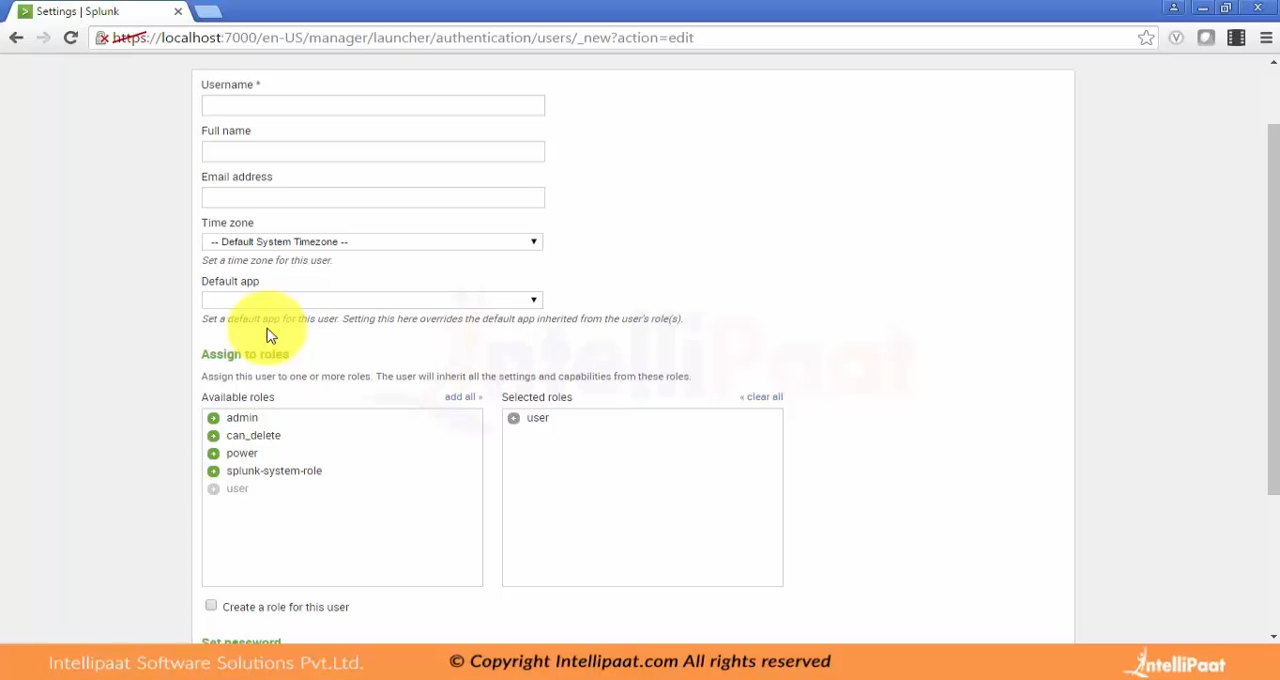 Settings | Splunk
https://localhost:7000/en-US/manager/launcher/authentication/users/_new?action=edit
Username *
Full name
Email address
Time zone
-- Default System Timezone --
Set a time zone for this user.
Default app
Set a default app for this user. Setting this here overrides the default app inherited from the user's role(s).
Assign to roles
Assign this user to one or more roles. The user will inherit all the settings and capabilities from these roles.
Available roles add all » Selected roles « clear all
admin user
can_delete
power
splunk-system-role
user
Create a role for this user
Set password
IntelliPaat
Intellipaat Software Solutions Pvt.Ltd. © Copyright Intellipaat.com All rights reserved IntelliPaat